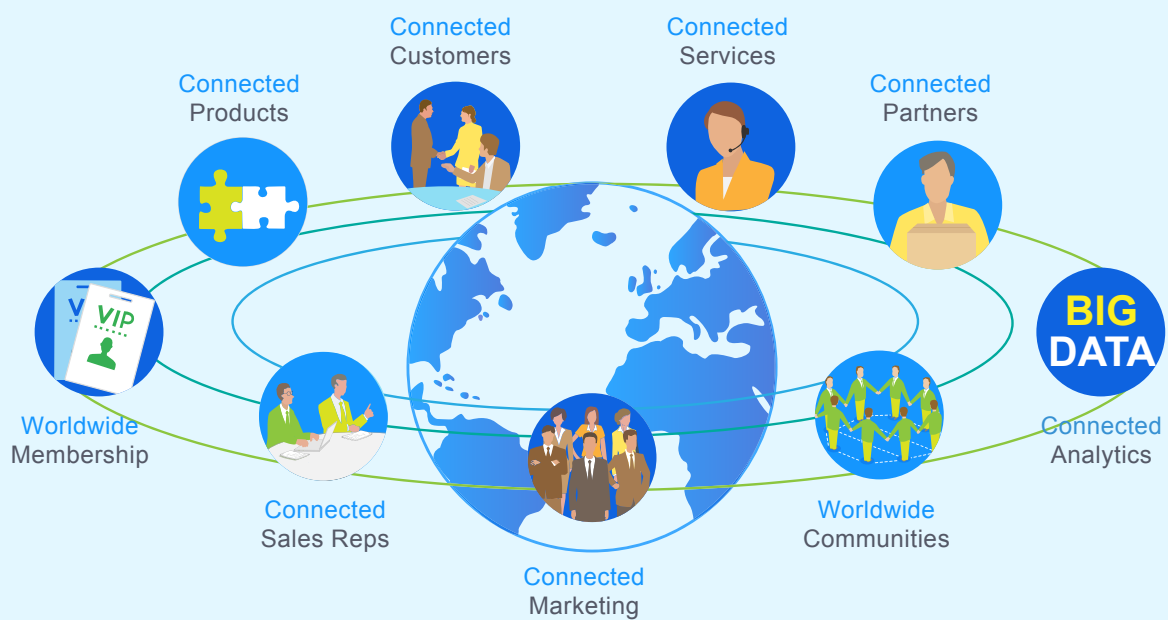 Connected
Customers
Connected
Services
Connected
Products
Connected
Partners
VIP
BIG
DATA
Worldwide
Membership
Connected
Analytics
Connected
Sales Reps
Worldwide
Communities
Connected
Marketing